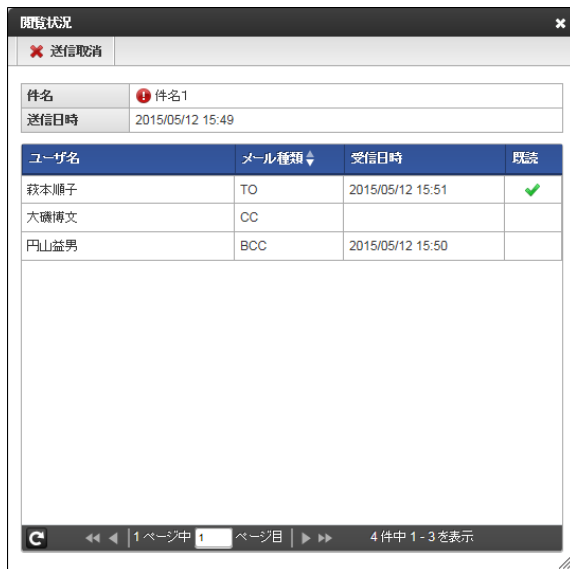 閲覧状況
送信取消
件名 件名1
送信日時 2015/05/12 15:49
ユーザ名 メール種類 受信日時 既読
萩本順子 TO 2015/05/12 15:51
大磯博文 CC
円山益男 BCC 2015/05/12 15:50
1 ページ中 1 ページ目 4 件中 1 - 3 を表示